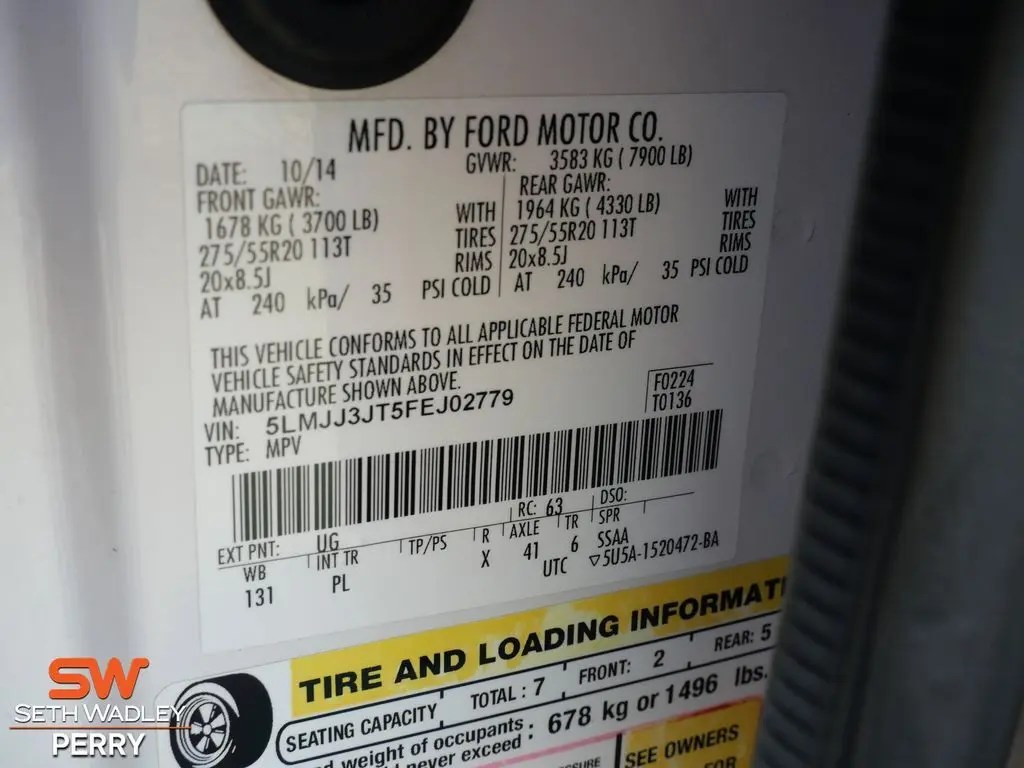 MFD. BY FORD MOTOR CO.
DATE: 10/14 GVWR: 3583 KG ( 7900 LB)
FRONT GAWR: REAR GAWR:
1678 KG ( 3700 LB) WITH 1964 KG ( 4330 LB) WITH
275/55R20 113T TIRES 275/55R20 113T TIRES
20x8.5J RIMS 20x8.5J RIMS
AT 240 kPa/ 35 PSI COLD AT 240 kPa/ 35 PSI COLD
THIS VEHICLE CONFORMS TO ALL APPLICABLE FEDERAL MOTOR
VEHICLE SAFETY STANDARDS IN EFFECT ON THE DATE OF
MANUFACTURE SHOWN ABOVE.
VIN: 5LMJJ3JT5FEJ02779 F0224
TYPE: MPV T0136
EXT PNT: UG RC: 63 DSO:
WB INT TR TP/PS R AXLE TR SPR
131 PL X 41 6 SSAA
UTC ▽5U5A-1520472-BA
TIRE AND LOADING INFORMATI
SEATING CAPACITY TOTAL : 7 FRONT: 2 REAR: 5
d weight of occupants
never exceed : 678 kg or 1496 lbs.
SEE OWNERS
FOR
SW
SETH WADLEY
PERRY